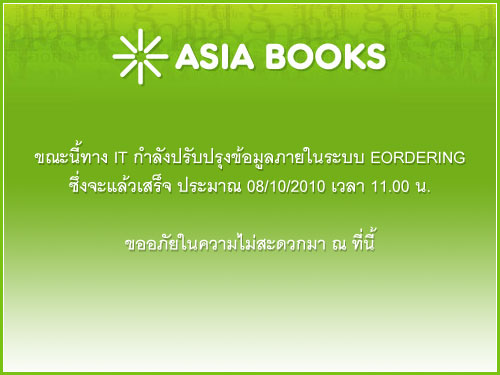 ASIA BOOKS
ขณะนี้ทาง IT กำลังปรับปรุงข้อมูลภายในระบบ EORDERING
ซึ่งจะแล้วเสร็จ ประมาณ 08/10/2010 เวลา 11.00 น.
ขออภัยในความไม่สะดวกมา ณ ที่นี้